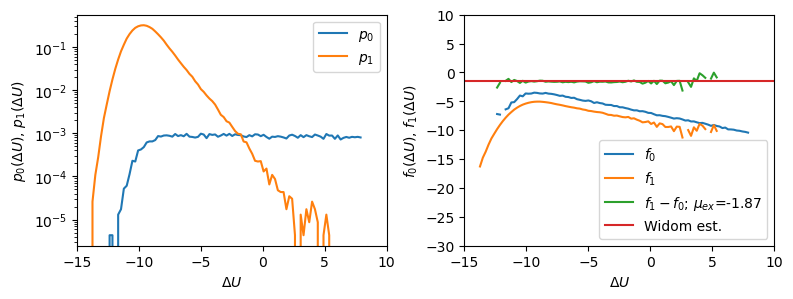 10⁻¹
10⁻²
10⁻³
10⁻⁴
10⁻⁵
p₀(ΔU), p₁(ΔU)
-15 -10 -5 0 5 10
ΔU
p₀
p₁
10
5
0
-5
-10
-15
-20
-25
-30
f₀(ΔU), f₁(ΔU)
-15 -10 -5 0 5 10
ΔU
f₀
f₁
f₁ − f₀; μₑₓ=-1.87
Widom est.